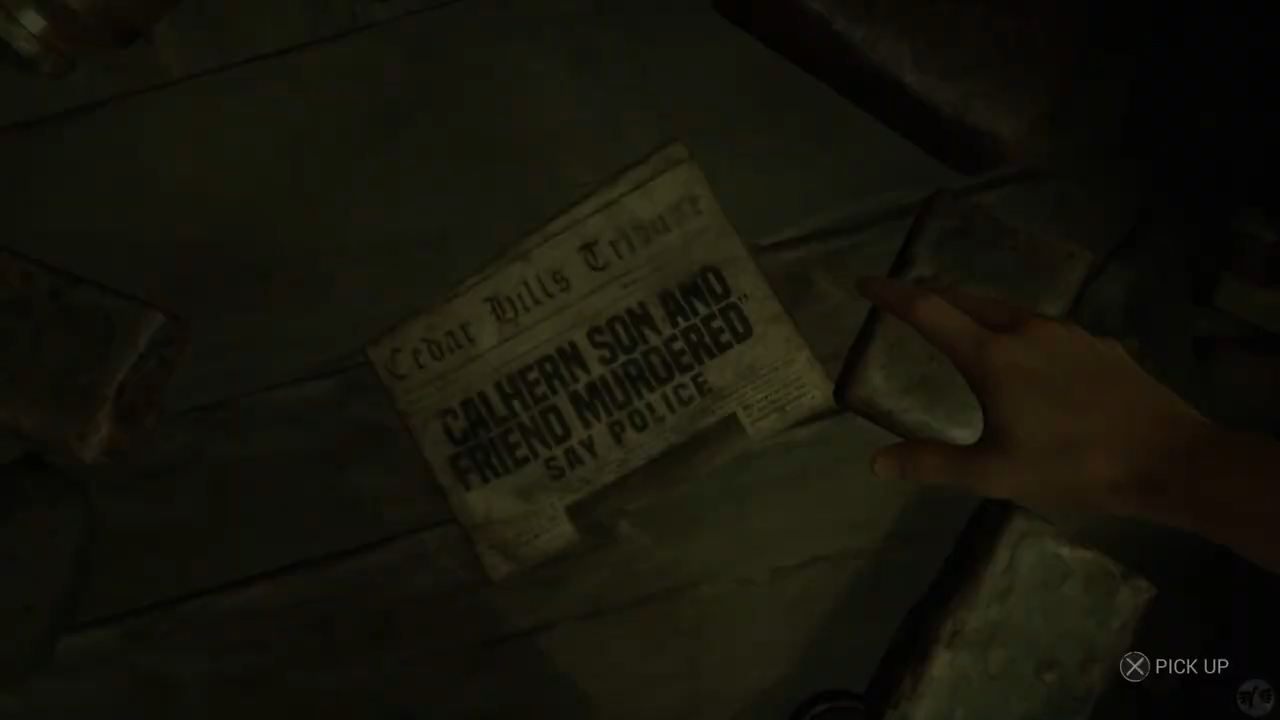 Cedar Hills Tribune
CALHERN SON AND
FRIEND MURDERED”
SAY POLICE
PICK UP